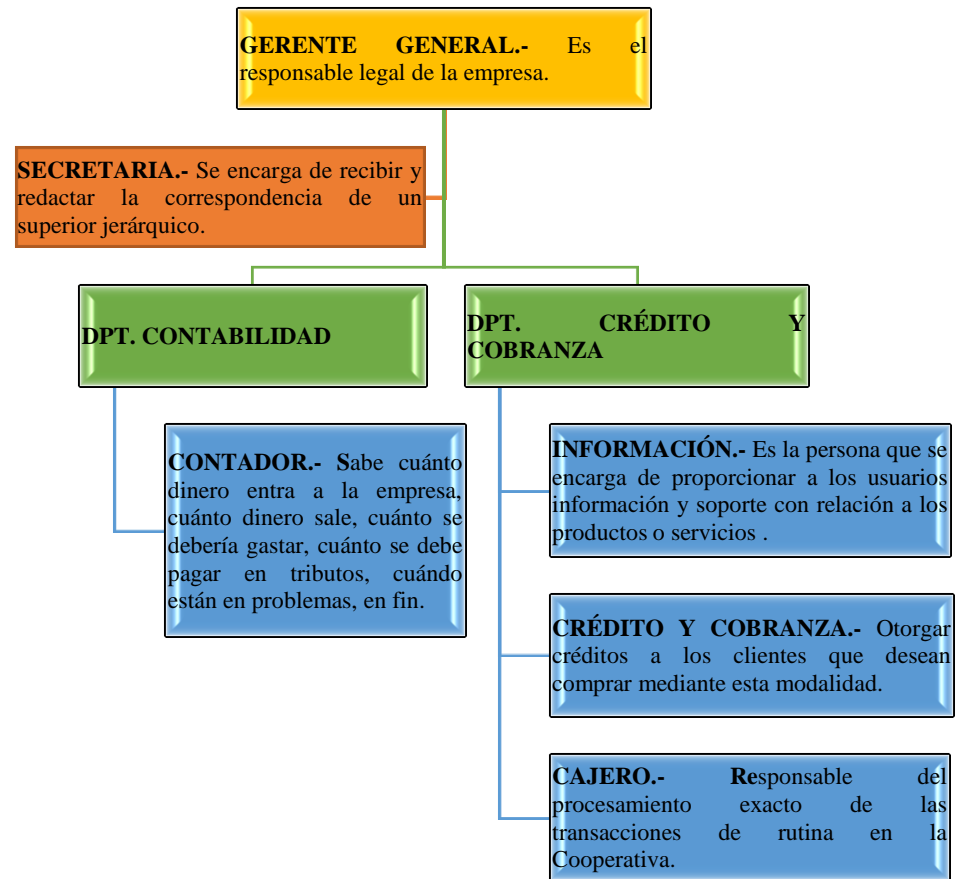 GERENTE GENERAL.- Es el
responsable legal de la empresa.
SECRETARIA.- Se encarga de recibir y
redactar la correspondencia de un
superior jerárquico.
DPT. CONTABILIDAD
DPT. CRÉDITO Y
COBRANZA
CONTADOR.- Sabe cuánto
dinero entra a la empresa,
cuánto dinero sale, cuánto se
debería gastar, cuánto se debe
pagar en tributos, cuándo
están en problemas, en fin.
INFORMACIÓN.- Es la persona que se
encarga de proporcionar a los usuarios
información y soporte con relación a los
productos o servicios .
CRÉDITO Y COBRANZA.- Otorgar
créditos a los clientes que desean
comprar mediante esta modalidad.
CAJERO.- Responsable del
procesamiento exacto de las
transacciones de rutina en la
Cooperativa.